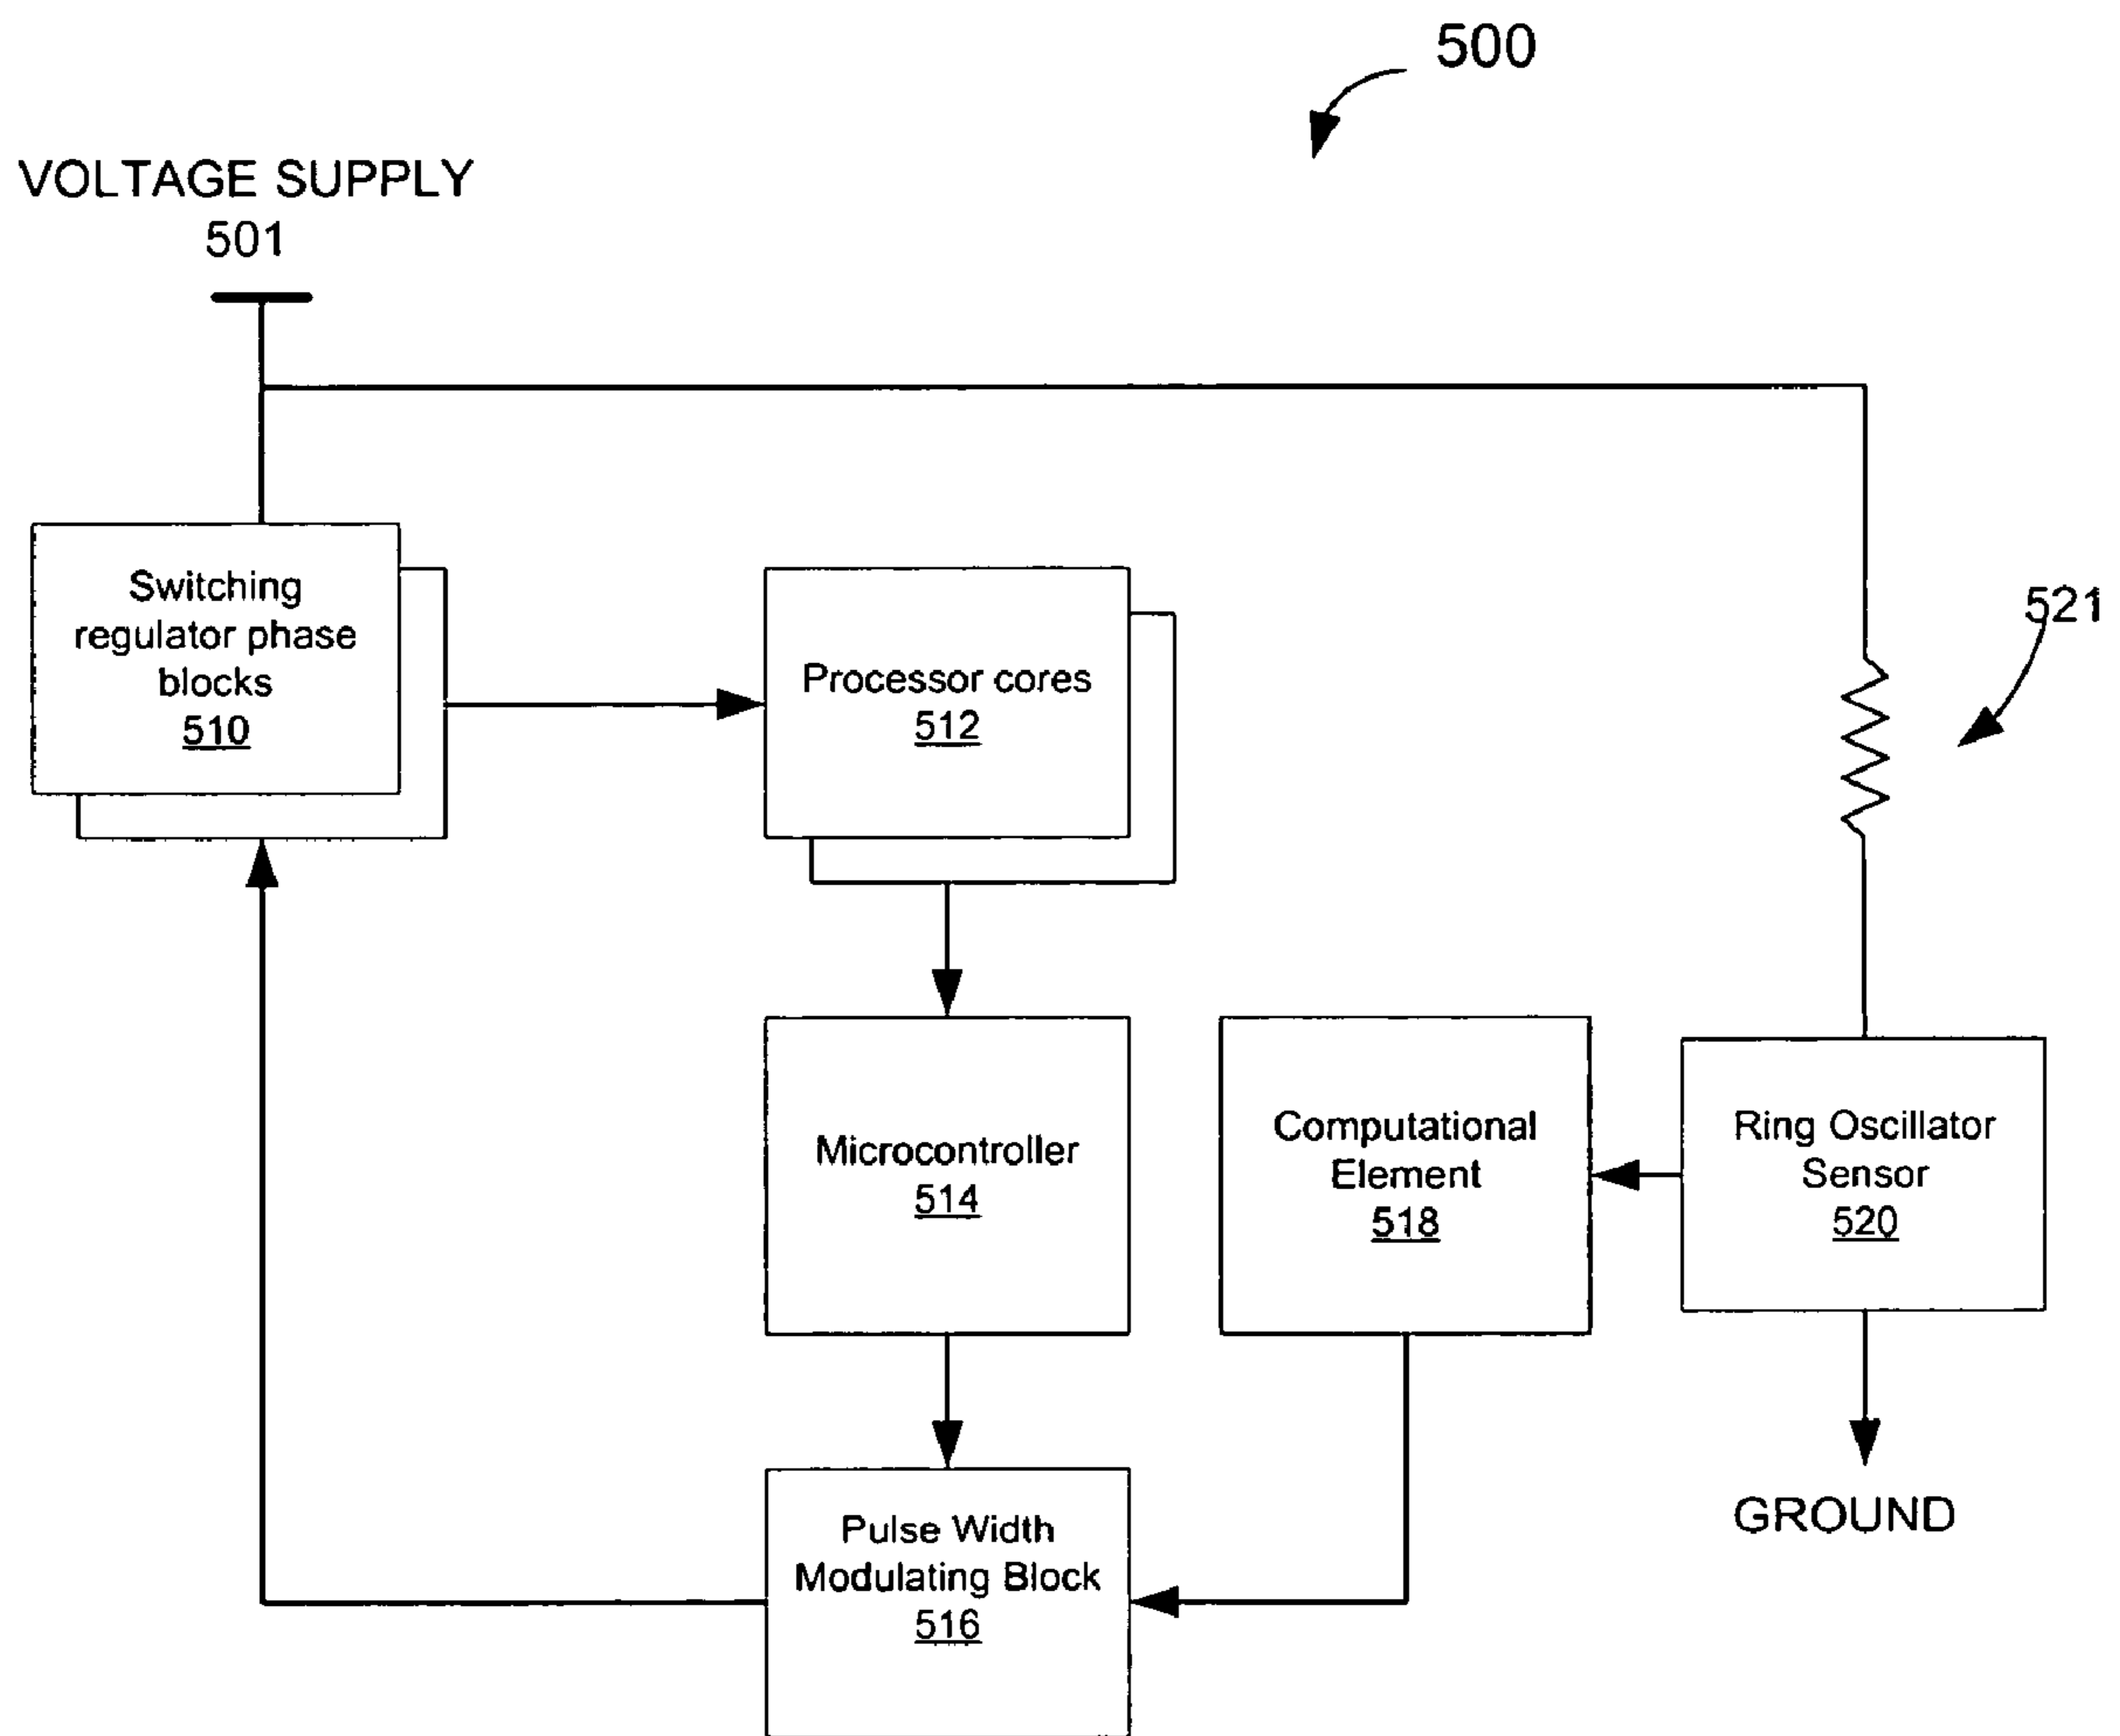 500
VOLTAGE SUPPLY
501
Switching
regulator phase
blocks
510
Processor cores
512
521
Microcontroller
514
Computational
Element
518
Ring Oscillator
Sensor
520
Pulse Width
Modulating Block
516
GROUND